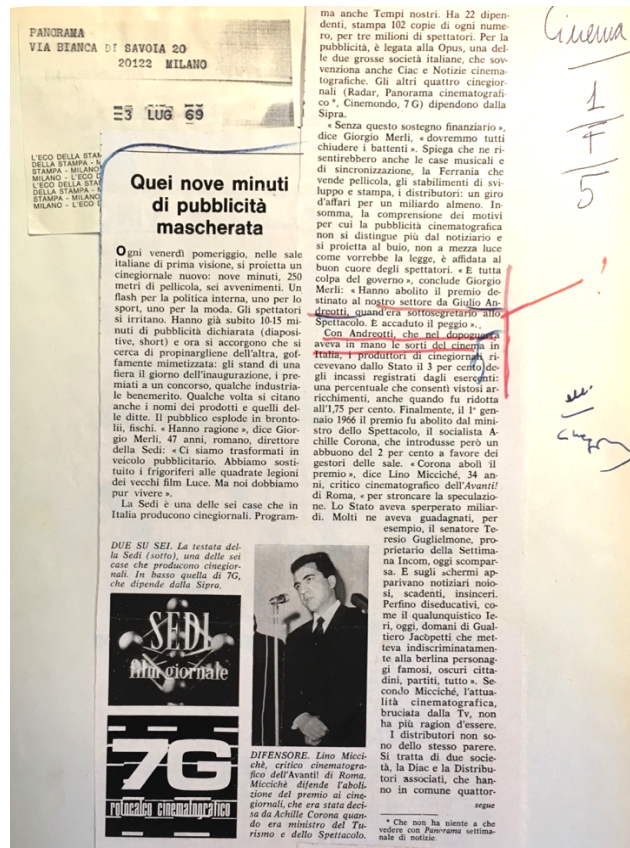 PANORAMA
VIA BIANCA DI SAVOIA 20
20122 MILANO
3 LUG 69
L'ECO DELLA STAM
DELLA STAMPA - M
STAMPA - MILANO
MILANO - L'ECO D
L'ECO DELLA STAM
DELLA STAMPA - M
STAMPA - MILANO
MILANO - L'ECO D
Quei nove minuti
di pubblicità
mascherata
Ogni venerdì pomeriggio, nelle sale
italiane di prima visione, si proietta un
cinegiornale nuovo: nove minuti, 250
metri di pellicola, sei avvenimenti. Un
flash per la politica interna, uno per lo
sport, uno per la moda. Gli spettatori
si irritano. Hanno già subito 10-15 mi-
nuti di pubblicità dichiarata (diaposi-
tive, short) e ora si accorgono che si
cerca di propinargliene dell'altra, gof-
famente mimetizzata: gli stand di una
fiera il giorno dell'inaugurazione, i pre-
miati a un concorso, qualche industria-
le benemerito. Qualche volta si citano
anche i nomi dei prodotti e quelli del-
le ditte. Il pubblico esplode in bronto-
lii, fischi. « Hanno ragione », dice Gior-
gio Merli, 47 anni, romano, direttore
della Sedi: « Ci siamo trasformati in
veicolo pubblicitario. Abbiamo sostitui-
to i frigoriferi alle quadrate legioni
dei vecchi film Luce. Ma noi dobbiamo
pur vivere ».
La Sedi è una delle sei case che in
Italia producono cinegiornali. Program-
ma anche Tempi nostri. Ha 22 dipen-
denti, stampa 102 copie di ogni nume-
ro, per tre milioni di spettatori. Per la
pubblicità, è legata alla Opus, una del-
le due grosse società italiane, che sov-
venziona anche Ciac e Notizie cinema-
tografiche. Gli altri quattro cinegior-
nali (Radar, Panorama cinematografi-
co*, Cinemondo, 7 G) dipendono dalla
Sipra.
« Senza questo sostegno finanziario »,
dice Giorgio Merli, « dovremmo tutti
chiudere i battenti ». Spiega che ne ri-
sentirebbero anche le case musicali e
di sincronizzazione, la Ferrania che
vende pellicola, gli stabilimenti di svi-
luppo e stampa, i distributori: un giro
d'affari per un miliardo almeno. In-
somma, la comprensione dei motivi
per cui la pubblicità cinematografica
non si distingue più dal notiziario e
si proietta al buio, non a mezza luce
come vorrebbe la legge, è affidata al
buon cuore degli spettatori. « È tutta
colpa del governo », conclude Giorgio
Merli: « Hanno abolito il premio de-
stinato al nostro settore da Giulio An-
dreotti, quand'era sottosegretario allo
Spettacolo. È accaduto il peggio ».
Con Andreotti, che nel dopoguerra
aveva in mano le sorti del cinema in
Italia, i produttori di cinegiornali ri-
cevevano dallo Stato il 3 per cento de-
gli incassi registrati dagli esercenti:
una percentuale che consentì vistosi ar-
ricchimenti, anche quando fu ridotta
all'1,75 per cento. Finalmente, il 1° gen-
naio 1966 il premio fu abolito dal mini-
stro dello Spettacolo, il socialista A-
chille Corona, che introdusse però un
abbuono del 2 per cento a favore dei
gestori delle sale. « Corona abolì il
premio », dice Lino Miccichè, 34 an-
ni, critico cinematografico dell'Avanti!
di Roma, « per stroncare la speculazio-
ne. Lo Stato aveva sperperato miliar-
di. Molti ne aveva guadagnati, per
esempio, il senatore Te-
resio Guglielmone, pro-
prietario della Settima-
na Incom, oggi scompar-
sa. E sugli schermi ap-
parivano notiziari noio-
si, scadenti, insinceri.
Perfino diseducativi, co-
me il qualunquistico Ie-
ri, oggi, domani di Gual-
tiero Jacopetti che met-
teva indiscriminatamen-
te alla berlina personag-
gi famosi, oscuri citta-
dini, partiti, tutto ». Se-
condo Miccichè, l'attua-
lità cinematografica,
bruciata dalla Tv, non
ha più ragion d'essere.
I distributori non so-
no dello stesso parere.
Si tratta di due socie-
tà, la Diac e la Distribu-
tori associati, che han-
no in comune quattor-
segue
* Che non ha niente a che
vedere con Panorama settima-
nale di notizie.
DUE SU SEI. La testata del-
la Sedi (sotto), una delle sei
case che producono cinegior-
nali. In basso quella di 7G,
che dipende dalla Sipra.
SEDI
film giornale
7G
rotocalco cinematografico
DIFENSORE. Lino Micci-
chè, critico cinematogra-
fico dell'Avanti! di Roma.
Miccichè difende l'aboli-
zione del premio ai cine-
giornali, che era stata deci-
sa da Achille Corona quan-
do era ministro del Tu-
rismo e dello Spettacolo.
Cinema
1
5
!